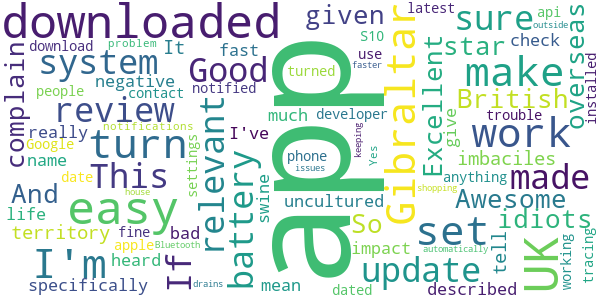 downloaded
given
Gibraltar
latest
sure
api
outside
problem
download
It
fast
S10
star
check
complain
system
Good
use
faster
turned
Excellent
make
overseas
negative
notified
people
contact
review
relevant
much
developer
British
installed
really
notifications
I've
give
trouble
Google
turn
phone
keeping
work
name
settings
battery
app
issues
Yes
imbaciles
This
swine
anything
made
date
And
easy
uncultured
Awesome
life
house
So
set
idiots
territory
fine
bad
If
impact
UK
tell
working
tracing
apple
Bluetooth
shopping
I'm
heard
automatically
update
specifically
drains
mean
dated
described